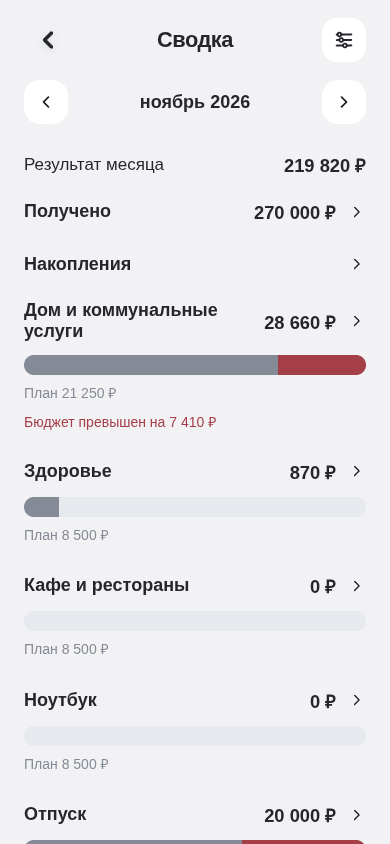 Сводка
ноябрь 2026
Результат месяца 219 820 ₽
Получено 270 000 ₽
Накопления
Дом и коммунальные
услуги 28 660 ₽
План 21 250 ₽
Бюджет превышен на 7 410 ₽
Здоровье 870 ₽
План 8 500 ₽
Кафе и рестораны 0 ₽
План 8 500 ₽
Ноутбук 0 ₽
План 8 500 ₽
Отпуск 20 000 ₽